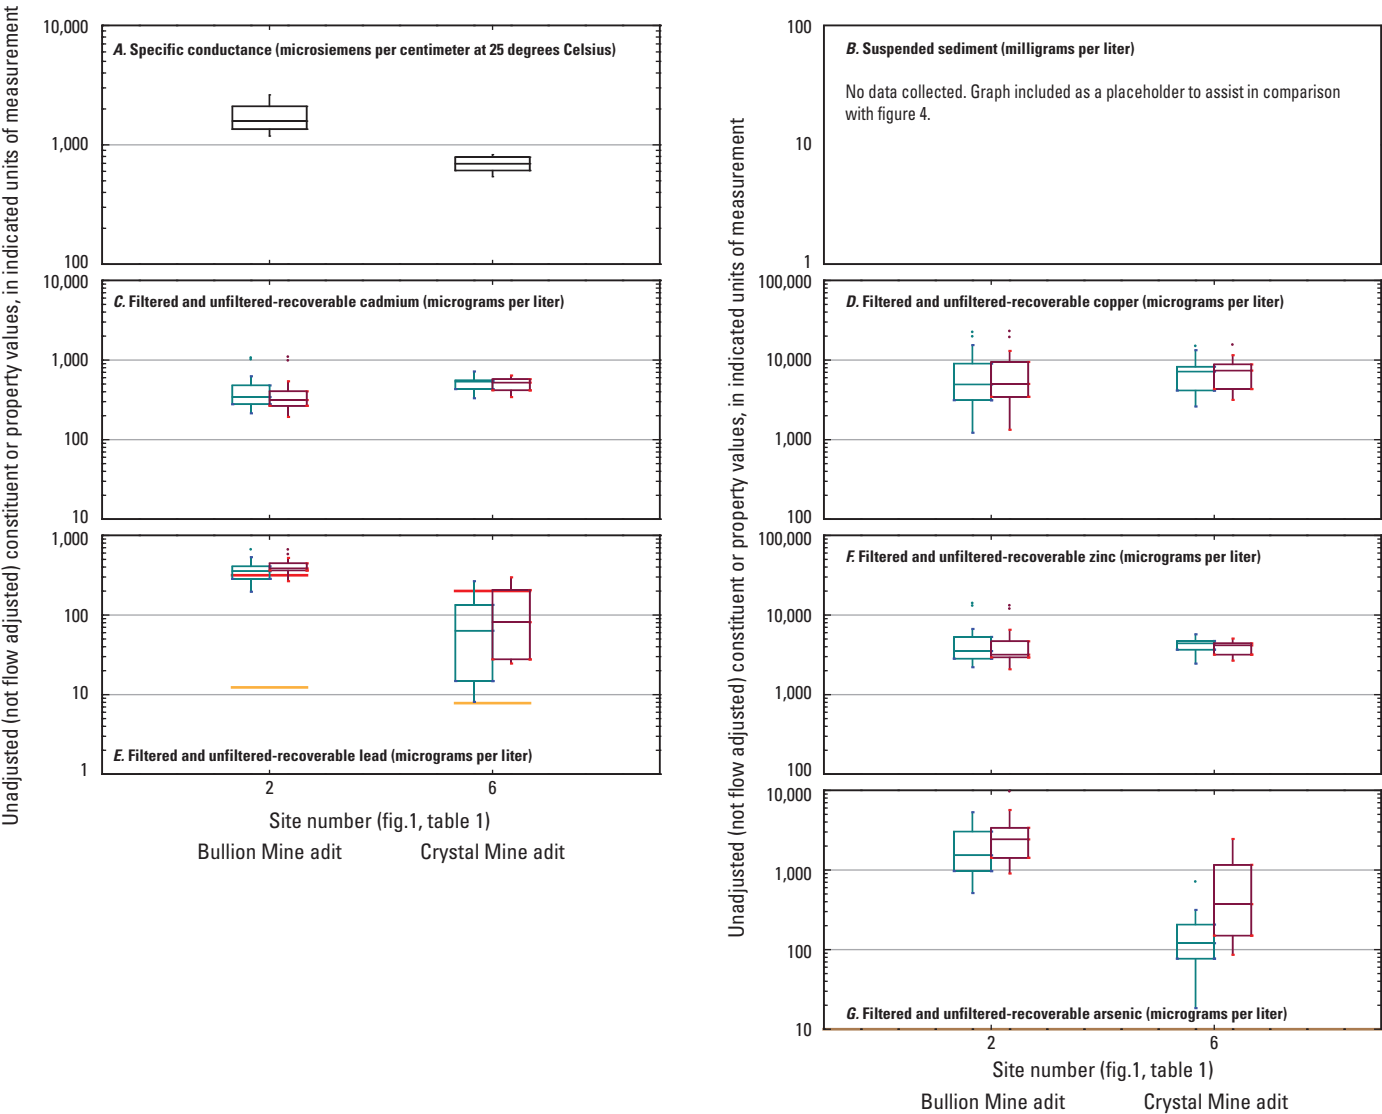 Unadjusted (not flow adjusted) constituent or property values, in indicated units of measurement
A. Specific conductance (microsiemens per centimeter at 25 degrees Celsius)
10,000
1,000
100
C. Filtered and unfiltered-recoverable cadmium (micrograms per liter)
10,000
1,000
100
10
E. Filtered and unfiltered-recoverable lead (micrograms per liter)
1,000
100
10
1
2
6
Site number (fig.1, table 1)
Bullion Mine adit
Crystal Mine adit
Unadjusted (not flow adjusted) constituent or property values, in indicated units of measurement
B. Suspended sediment (milligrams per liter)
No data collected. Graph included as a placeholder to assist in comparison
with figure 4.
100
10
1
D. Filtered and unfiltered-recoverable copper (micrograms per liter)
100,000
10,000
1,000
100
F. Filtered and unfiltered-recoverable zinc (micrograms per liter)
100,000
10,000
1,000
100
G. Filtered and unfiltered-recoverable arsenic (micrograms per liter)
10,000
1,000
100
10
2
6
Site number (fig.1, table 1)
Bullion Mine adit
Crystal Mine adit